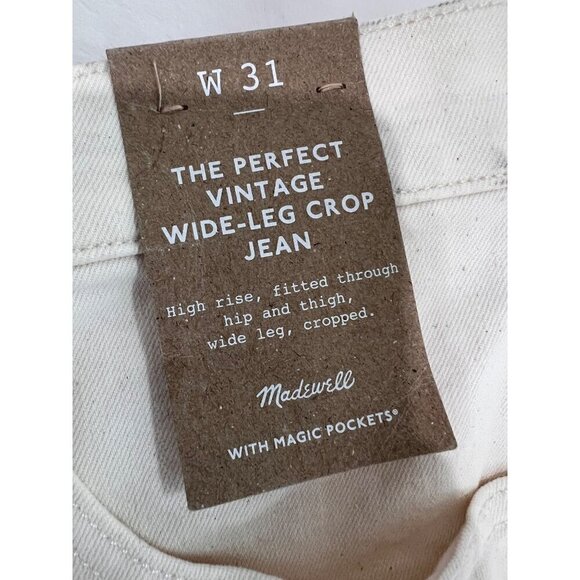 W 31
THE PERFECT
VINTAGE
WIDE-LEG CROP
JEAN
High rise, fitted through
hip and thigh,
wide leg, cropped.
Madewell
WITH MAGIC POCKETS®